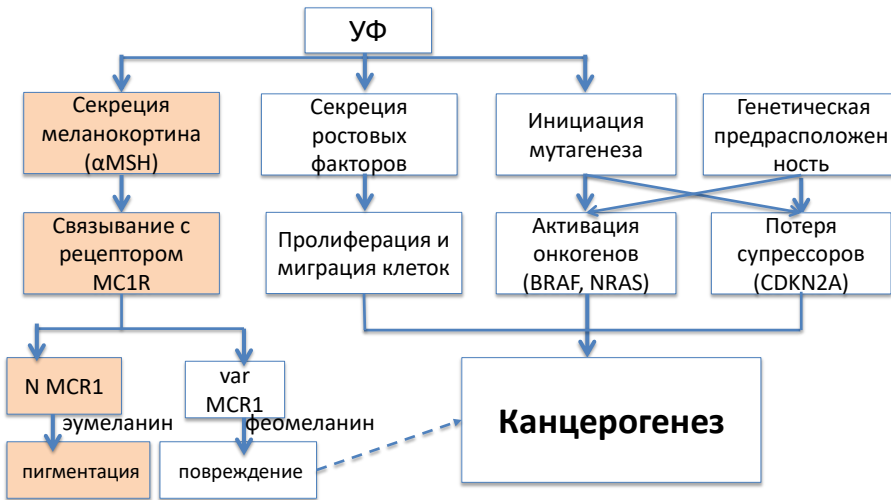 УФ
Секреция
меланокортина
(αMSH)
Секреция
ростовых
факторов
Инициация
мутагенеза
Генетическая
предрасположен
ность
Связывание с
рецептором
MC1R
Пролиферация и
миграция клеток
Активация
онкогенов
(BRAF, NRAS)
Потеря
супрессоров
(CDKN2A)
N MCR1
var
MCR1
эумеланин
феомеланин
пигментация
повреждение
Канцерогенез